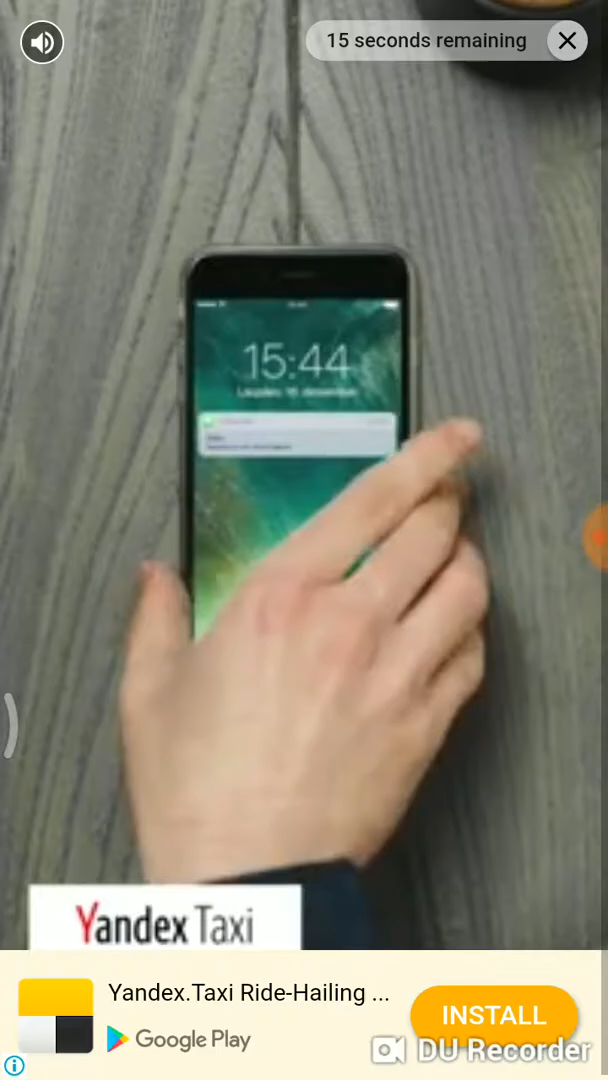 15 seconds remaining
15:44
Yandex Taxi
Yandex.Taxi Ride-Hailing ...
Google Play
INSTALL
DU Recorder